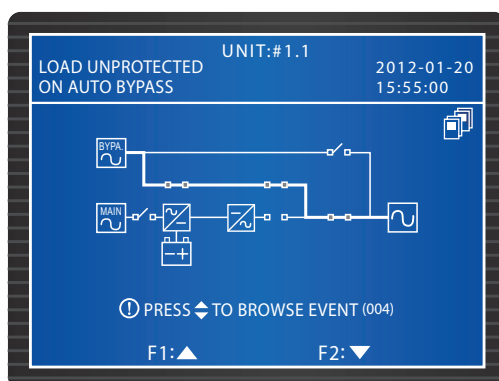 UNIT:#1.1
LOAD UNPROTECTED
ON AUTO BYPASS
2012-01-20
15:55:00
BYPA.
MAIN
PRESS TO BROWSE EVENT (004)
F1:
F2: